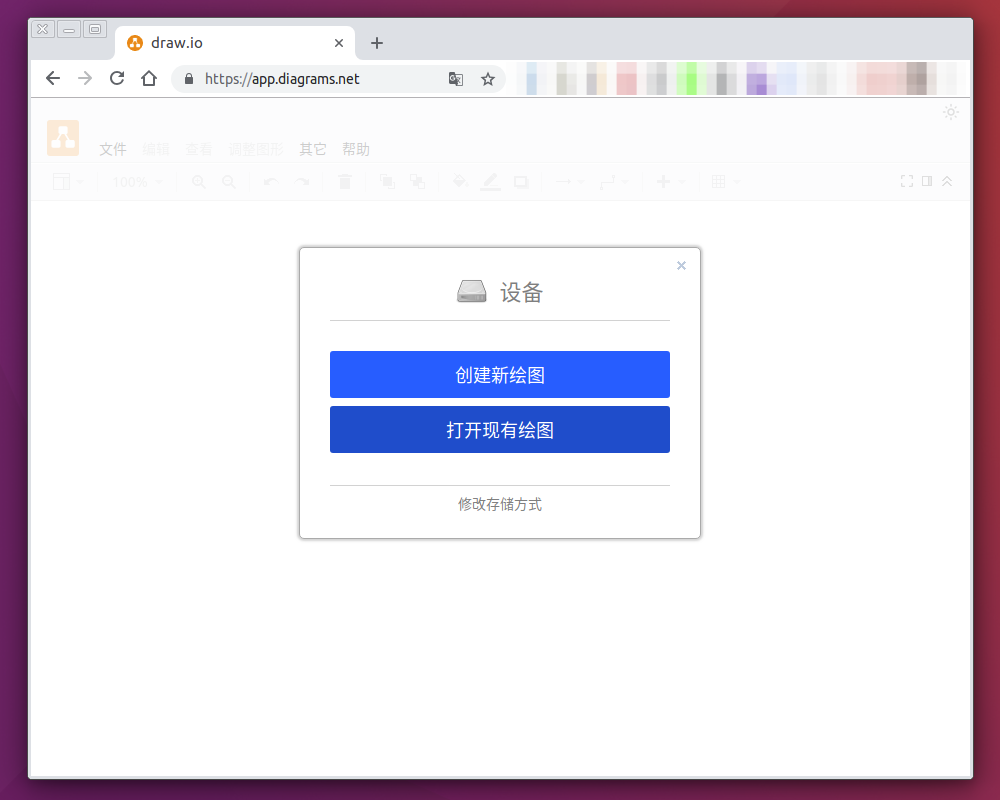 draw.io
https://app.diagrams.net
文件 编辑 查看 调整图形 其它 帮助
100%
设备
创建新绘图
打开现有绘图
修改存储方式